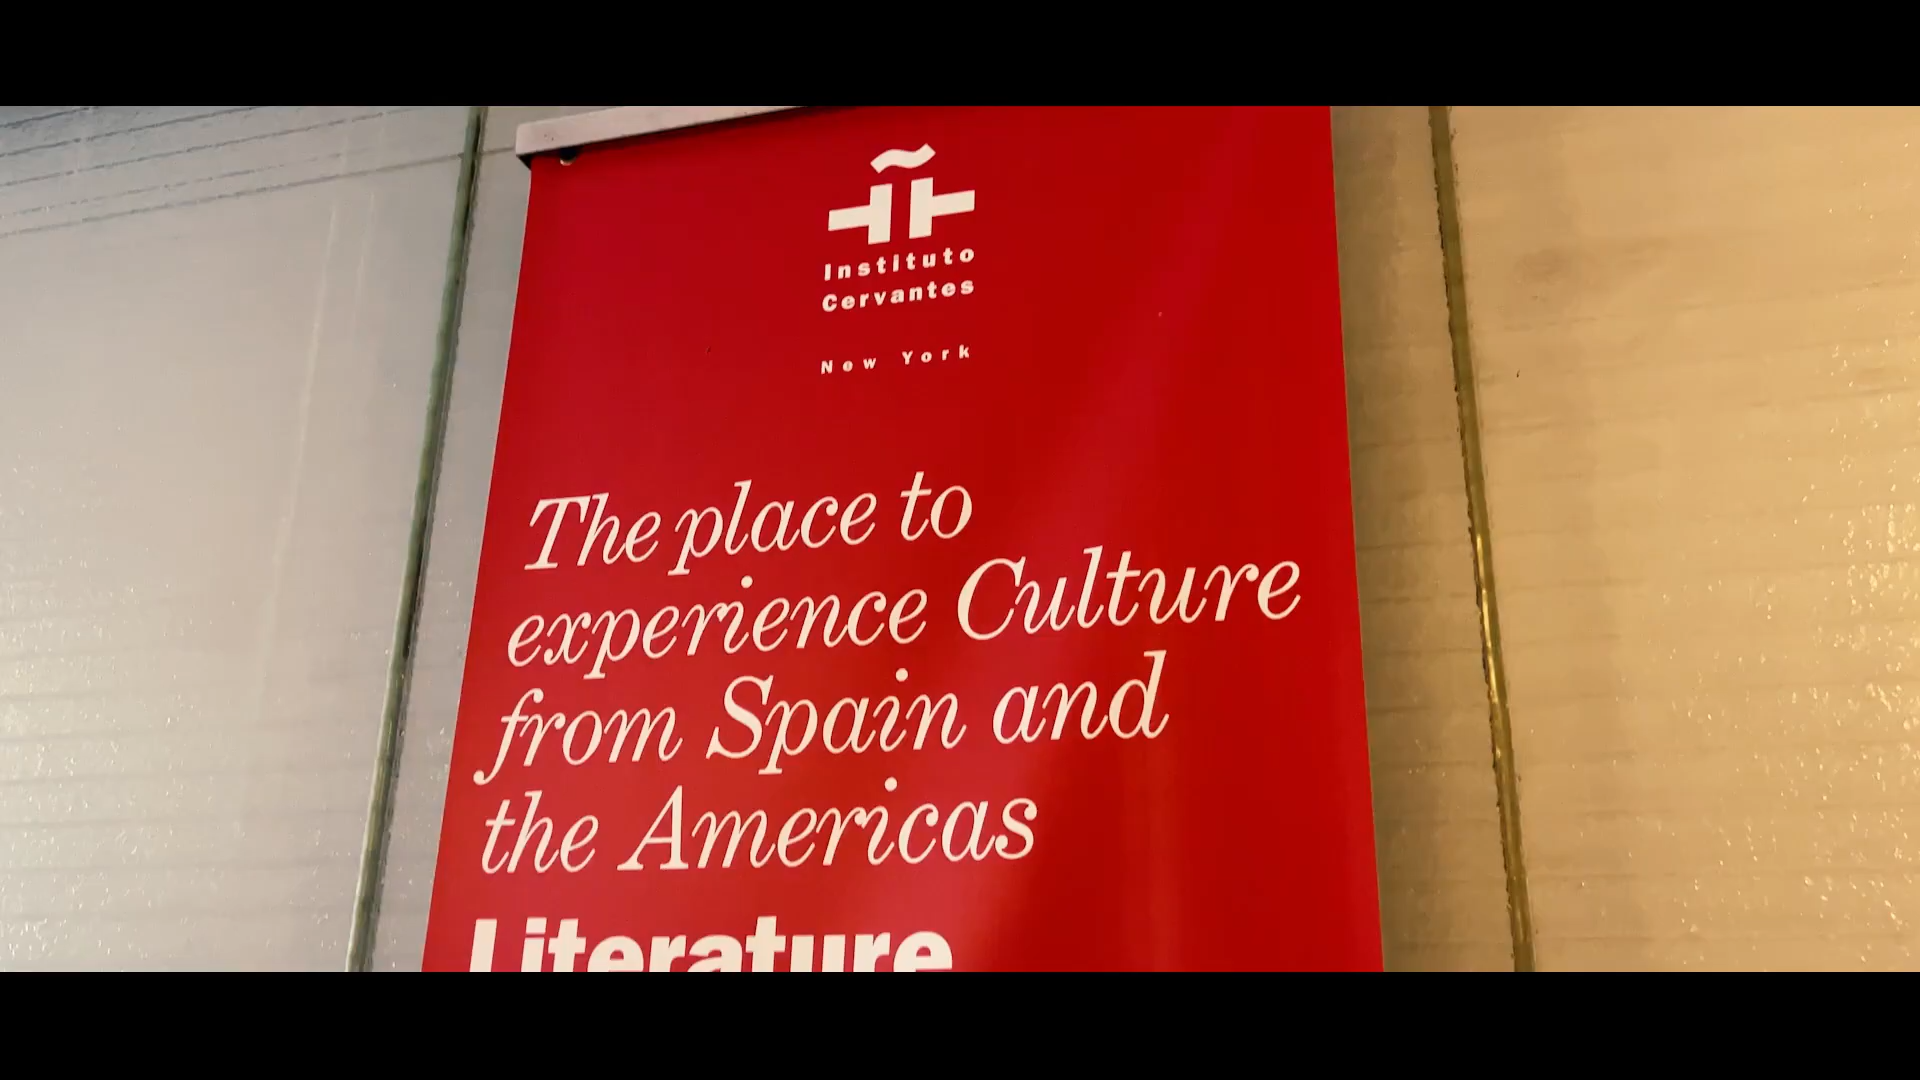 Instituto
Cervantes
New York
The place to
experience Culture
from Spain and
the Americas
Literature